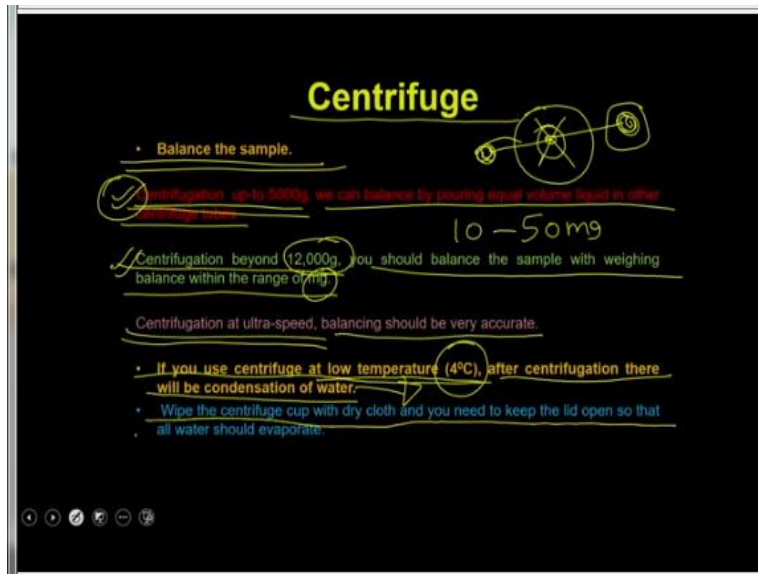 Centrifuge
• Balance the sample.
Centrifugation up-to 5000g, we can balance by pouring equal volume liquid in other
centrifuge tubes.
10 - 50 mg
Centrifugation beyond 12,000g, you should balance the sample with weighing
balance within the range of mg.
Centrifugation at ultra-speed, balancing should be very accurate.
• If you use centrifuge at low temperature (4⁰C), after centrifugation there
will be condensation of water.
• Wipe the centrifuge cup with dry cloth and you need to keep the lid open so that
all water should evaporate.